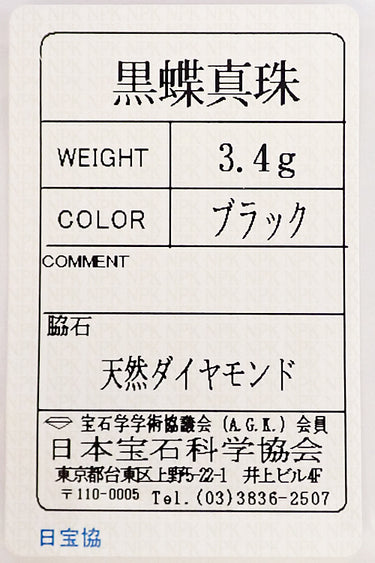 黒蝶真珠
WEIGHT 3.4g
COLOR ブラック
COMMENT
脇石
天然ダイヤモンド
宝石学学術協議会 (A.G.K.) 会員
日本宝石科学協会
東京都台東区上野5-22-1 井上ビル4F
〒110-0005 Tel.(03)3836-2507
日宝協